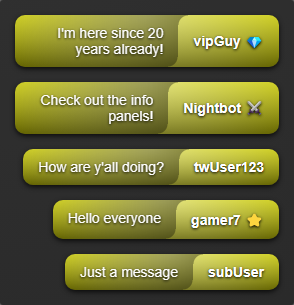 I'm here since 20
years already!
vipGuy
Check out the info
panels!
Nightbot
How are y'all doing?
twUser123
Hello everyone
gamer7
Just a message
subUser